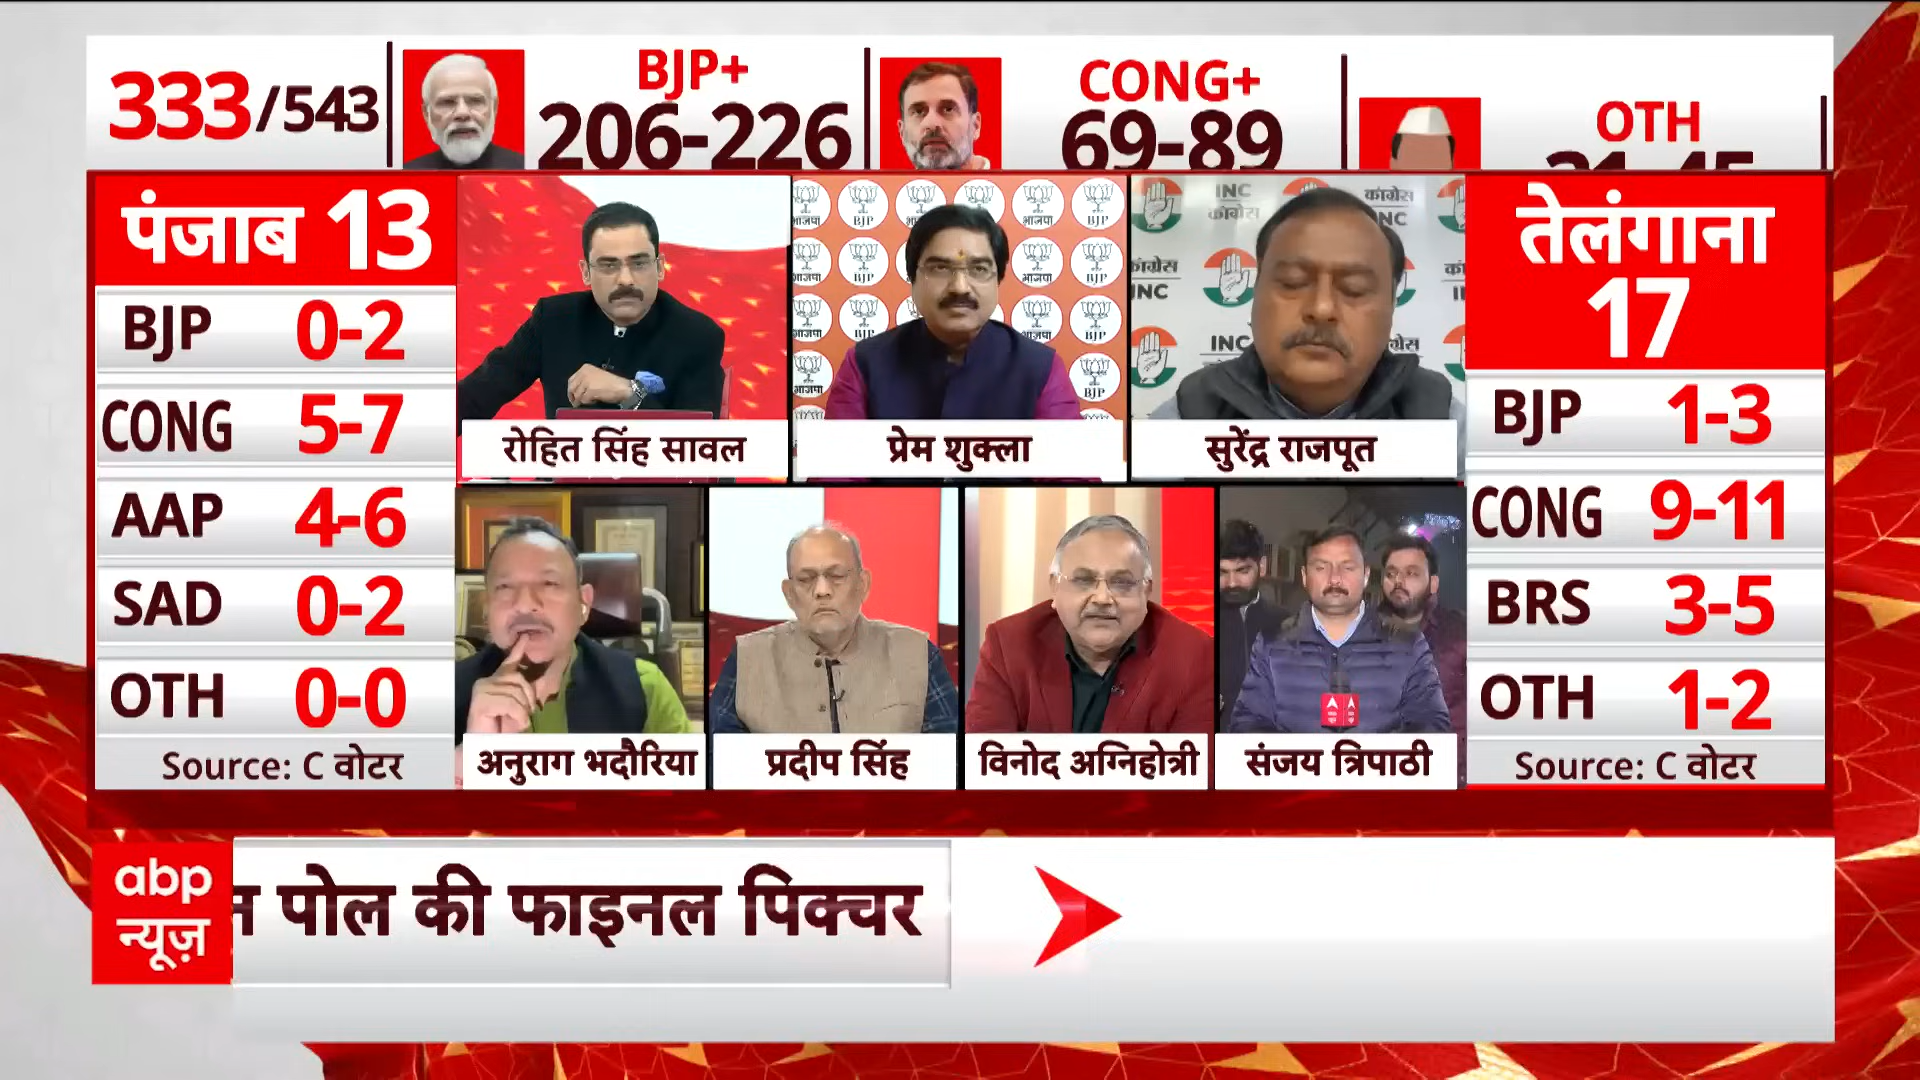 333/543
BJP+
206-226
CONG+
69-89
OTH
पंजाब 13
BJP 0-2
CONG 5-7
AAP 4-6
SAD 0-2
OTH 0-0
Source: C वोटर
रोहित सिंह सावल
प्रेम शुक्ला
सुरेंद्र राजपूत
अनुराग भदौरिया
प्रदीप सिंह
विनोद अग्निहोत्री
संजय त्रिपाठी
तेलंगाना
17
BJP 1-3
CONG 9-11
BRS 3-5
OTH 1-2
Source: C वोटर
abp
न्यूज़
पोल की फाइनल पिक्चर